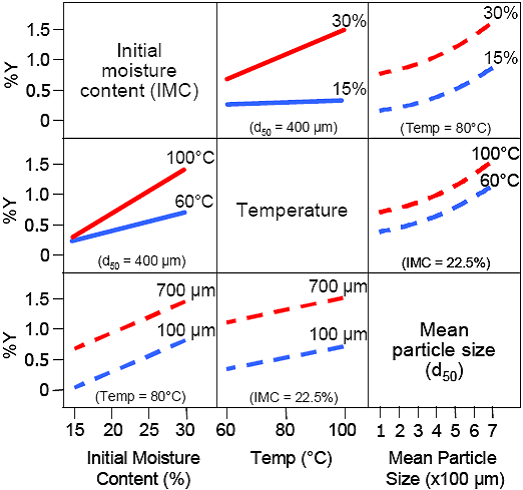 %Y
1.5
1.0
0.5
0
Initial
moisture
content (IMC)
30%
15%
(d50 = 400 µm)
30%
15%
(Temp = 80°C)
%Y
1.5
1.0
0.5
0
100°C
60°C
(d50 = 400 µm)
Temperature
100°C
60°C
(IMC = 22.5%)
%Y
1.5
1.0
0.5
0
700 µm
100 µm
(Temp = 80°C)
700 µm
100 µm
(IMC = 22.5%)
Mean
particle size
(d50)
15 20 25 30
Initial Moisture
Content (%)
60 80 100
Temp (°C)
1 2 3 4 5 6 7
Mean Particle
Size (x100 µm)